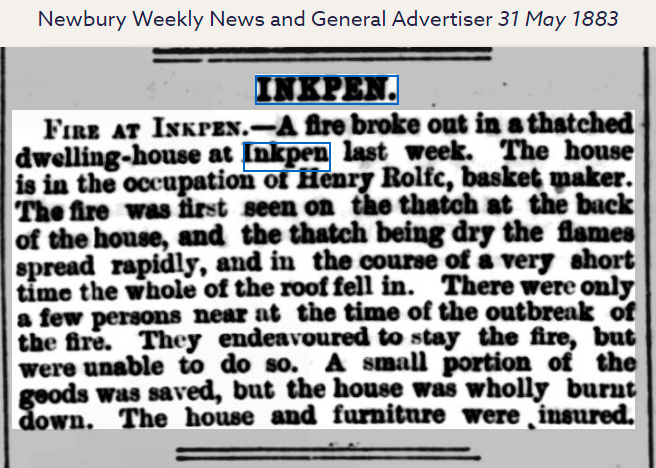 Newbury Weekly News and General Advertiser 31 May 1883
INKPEN.
FIRE AT INKPEN.—A fire broke out in a thatched
dwelling-house at Inkpen last week. The house
is in the occupation of Henry Rolfe, basket maker.
The fire was first seen on the thatch at the back
of the house, and the thatch being dry the flames
spread rapidly, and in the course of a very short
time the whole of the roof fell in. There were only
a few persons near at the time of the outbreak of
the fire. They endeavoured to stay the fire, but
were unable to do so. A small portion of the
goods was saved, but the house was wholly burnt
down. The house and furniture were insured.